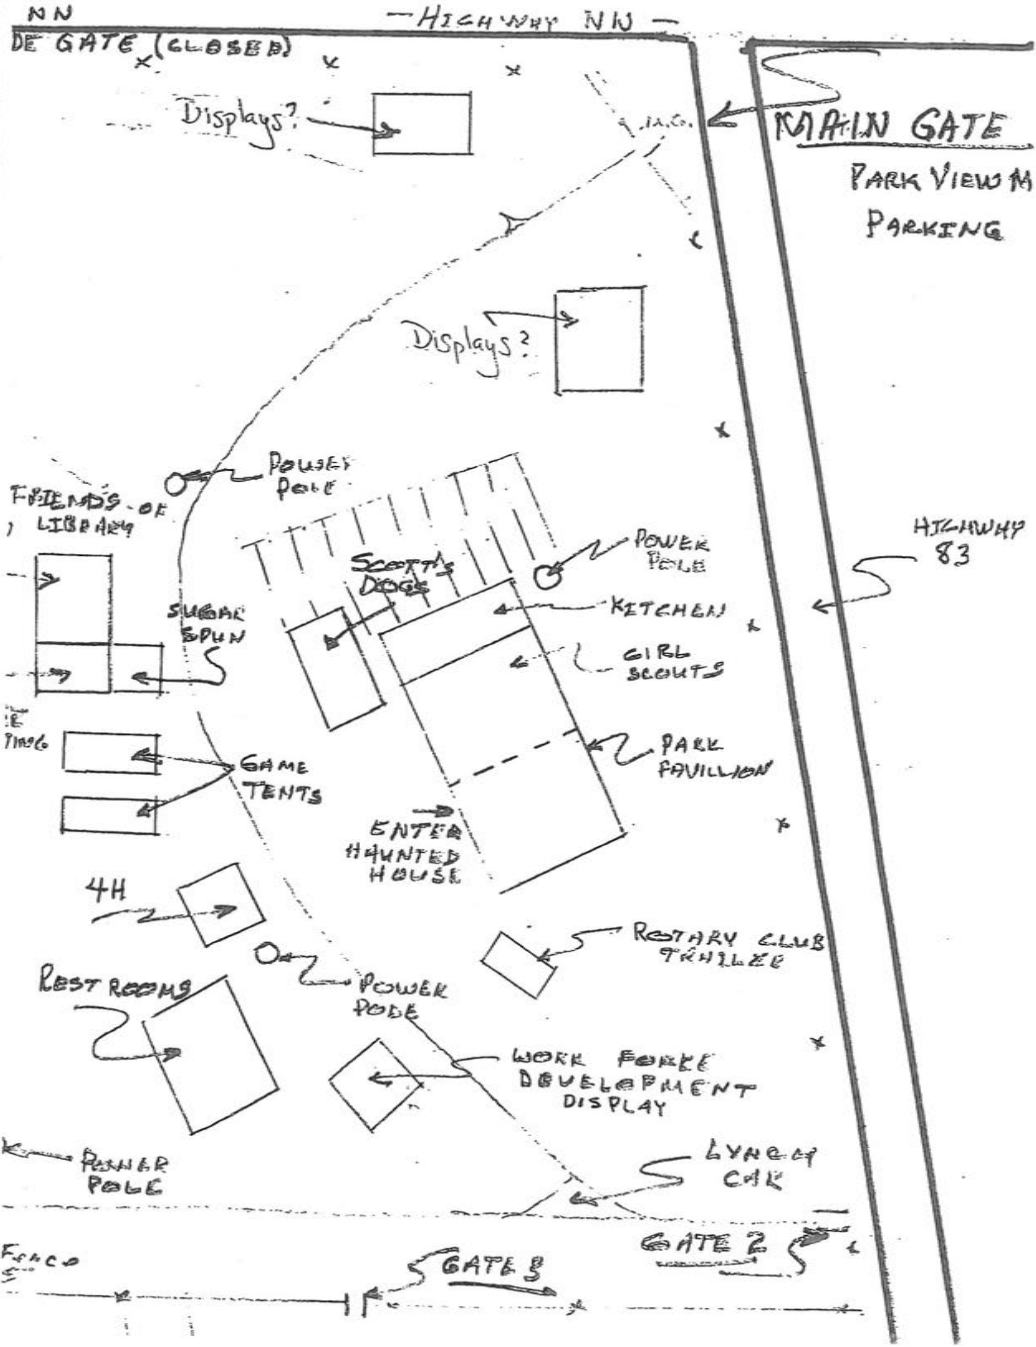 NN
— HIGHWAY NN —
DE GATE (CLOSED)
Displays?
MAIN GATE
PARK VIEW M
PARKING
Displays?
POWER
POLE
FRIENDS OF
LIBRARY
HIGHWAY
83
POWER
POLE
SCOTT'S
DOGS
KITCHEN
SUGAR
SPUN
GIRL
SCOUTS
PARK
PAVILLION
GAME
TENTS
ENTER
HAUNTED
HOUSE
4H
ROTARY CLUB
TRAILER
REST ROOMS
POWER
POLE
WORK FORCE
DEVELOPMENT
DISPLAY
POWER
POLE
CAR
GATE 2
GATE 3